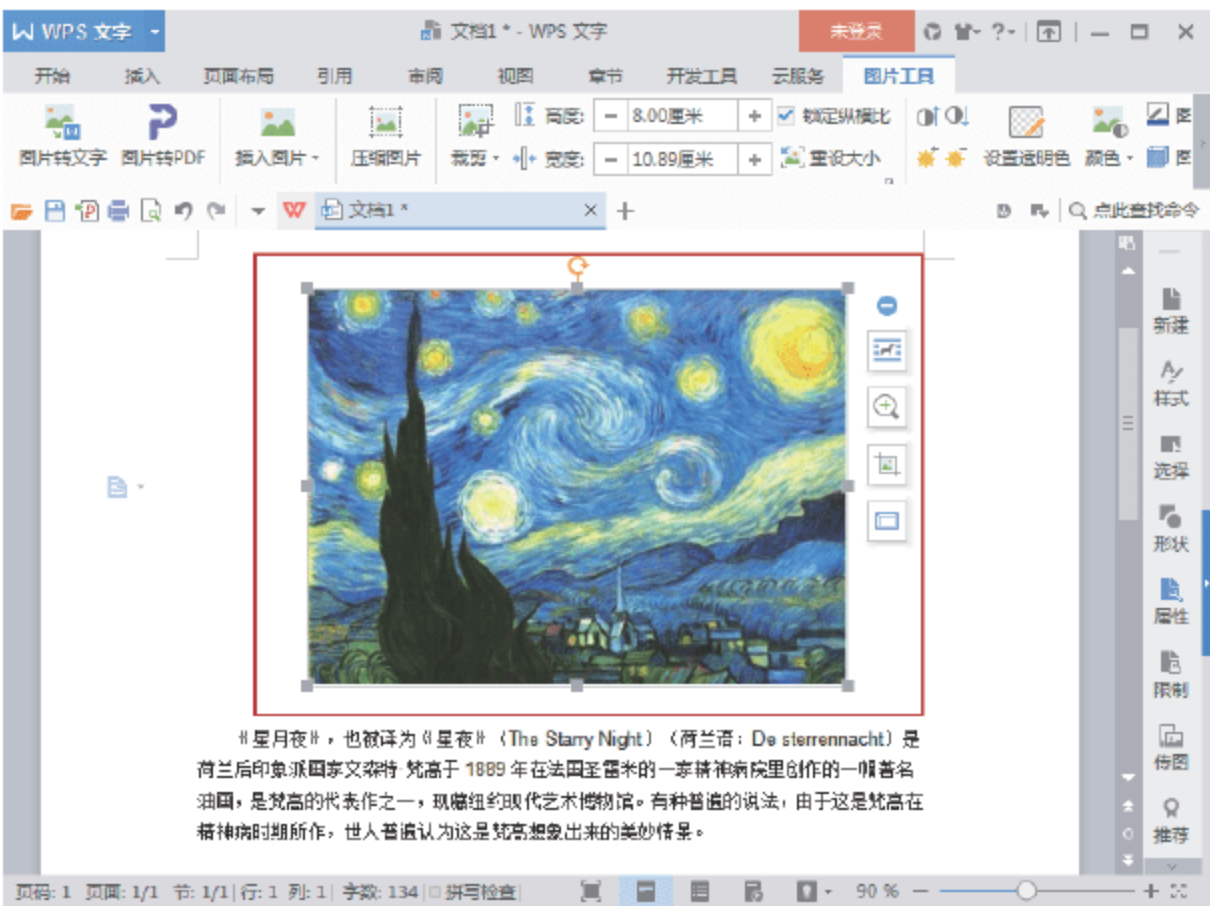 WPS 文字
文档1 * - WPS 文字
未登录
开始 插入 页面布局 引用 审阅 视图 章节 开发工具 云服务 图片工具
图片转文字 图片转PDF 插入图片 压缩图片 裁剪 高度: 8.00厘米 锁定纵横比 图
宽度: 10.89厘米 重设大小 设置透明色 颜色 图
文档1 *
点此查找命令
新建
样式
选择
形状
属性
限制
传图
推荐
《星月夜》，也被译为《星夜》（The Starry Night）（荷兰语：De sterrennacht）是
荷兰后印象派画家文森特·梵高于 1889 年在法国圣雷米的一家精神病院里创作的一幅著名
油画，是梵高的代表作之一，现藏纽约现代艺术博物馆。有种普遍的说法，由于这是梵高在
精神病时期所作，世人普遍认为这是梵高想象出来的美妙情景。
页码: 1 页面: 1/1 节: 1/1 行: 1 列: 1 字数: 134 拼写检查 90 %